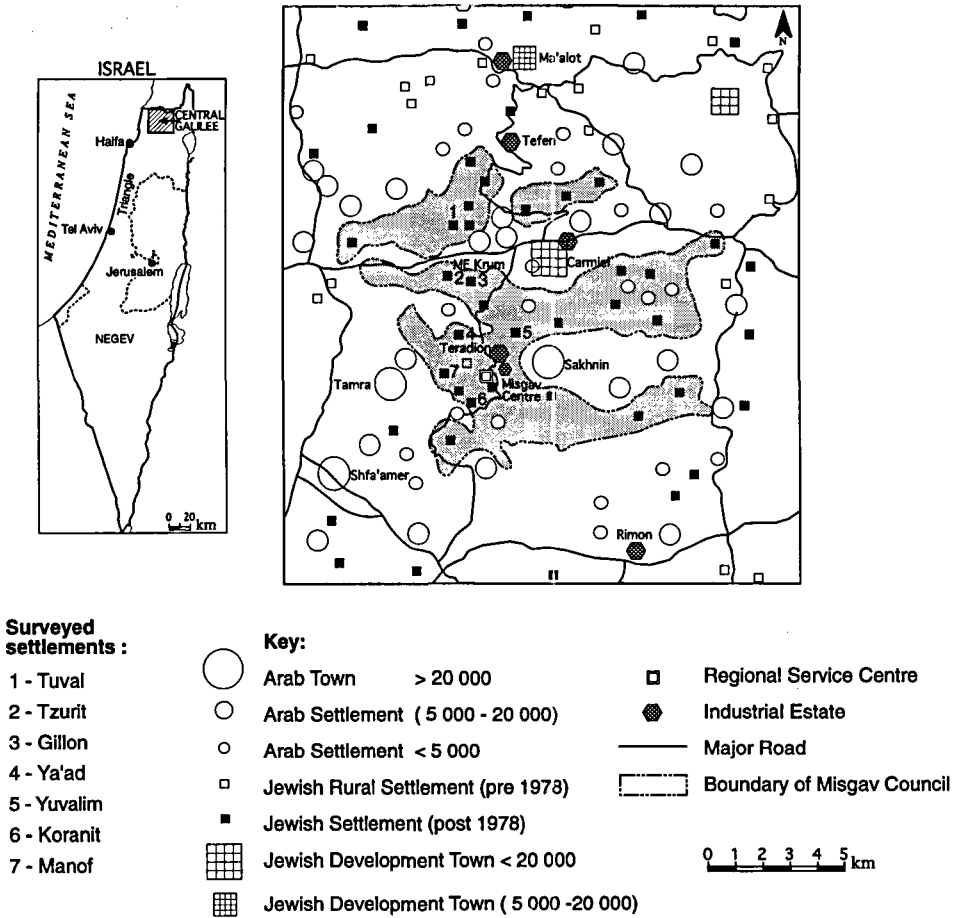 ISRAEL
MEDITERRANEAN SEA
CENTRAL
GALILEE
Haifa
Triangle
Tel Aviv
Jerusalem
NEGEV
0 20 km
N
Ma'alot
Tefen
1
Carmiel
ME Krum
2 3
4 5
Teradion
Sakhnin
7
Misgav
Centre
Tamra
6
Shfa'amer
Rimon
Surveyed
settlements :
1 - Tuval
2 - Tzurit
3 - Gillon
4 - Ya'ad
5 - Yuvalim
6 - Koranit
7 - Manof
Key:
Arab Town > 20 000
Arab Settlement ( 5 000 - 20 000)
Arab Settlement < 5 000
Jewish Rural Settlement (pre 1978)
Jewish Settlement (post 1978)
Jewish Development Town < 20 000
Jewish Development Town ( 5 000 -20 000)
Regional Service Centre
Industrial Estate
Major Road
Boundary of Misgav Council
0 1 2 3 4 5 km